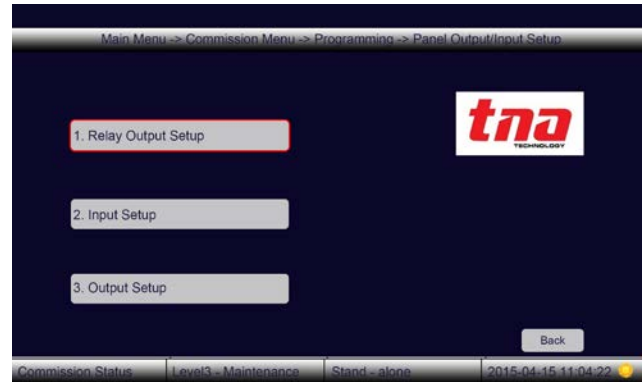 Main Menu -> Commission Menu -> Programming -> Panel Output/Input Setup
tna
TECHNOLOGY
1. Relay Output Setup
2. Input Setup
3. Output Setup
Back
Commission Status Level3 - Maintenance Stand - alone 2015-04-15 11:04:22